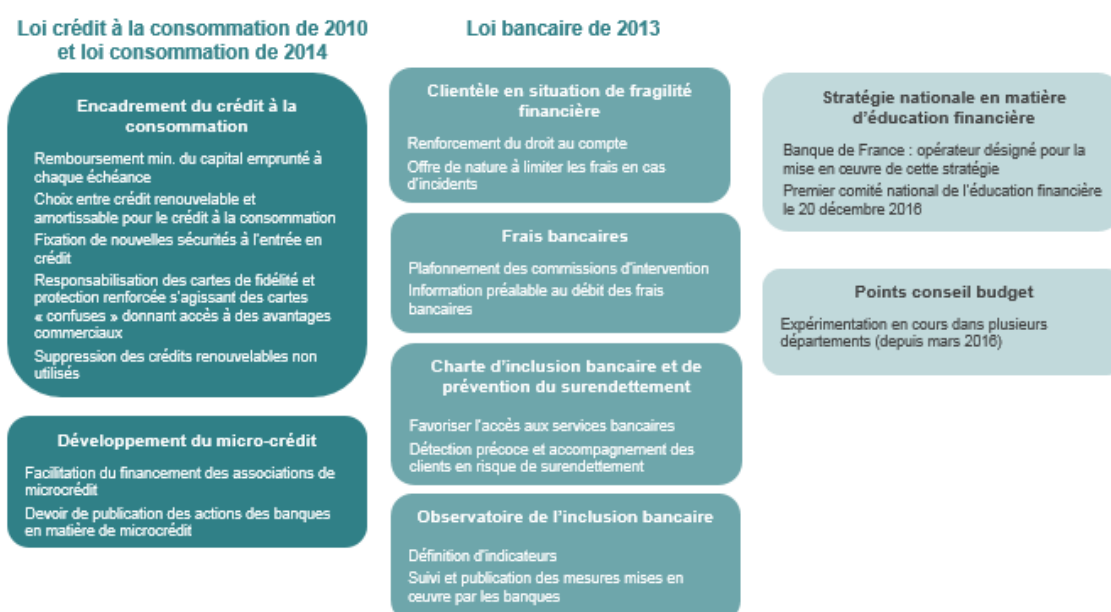 Loi crédit à la consommation de 2010
et loi consommation de 2014
Encadrement du crédit à la
consommation
Remboursement min. du capital emprunté à
chaque échéance
Choix entre crédit renouvelable et
amortissable pour le crédit à la consommation
Fixation de nouvelles sécurités à l'entrée en
crédit
Responsabilisation des cartes de fidélité et
protection renforcée s'agissant des cartes
« confuses » donnant accès à des avantages
commerciaux
Suppression des crédits renouvelables non
utilisés
Développement du micro-crédit
Facilitation du financement des associations de
microcrédit
Devoir de publication des actions des banques
en matière de microcrédit
Loi bancaire de 2013
Clientèle en situation de fragilité
financière
Renforcement du droit au compte
Offre de nature à limiter les frais en cas
d'incidents
Frais bancaires
Plafonnement des commissions d'intervention
Information préalable au débit des frais
bancaires
Charte d'inclusion bancaire et de
prévention du surendettement
Favoriser l'accès aux services bancaires
Détection précoce et accompagnement des
clients en risque de surendettement
Observatoire de l'inclusion bancaire
Définition d'indicateurs
Suivi et publication des mesures mises en
œuvre par les banques
Stratégie nationale en matière
d'éducation financière
Banque de France : opérateur désigné pour la
mise en œuvre de cette stratégie
Premier comité national de l'éducation financière
le 20 décembre 2016
Points conseil budget
Expérimentation en cours dans plusieurs
départements (depuis mars 2016)